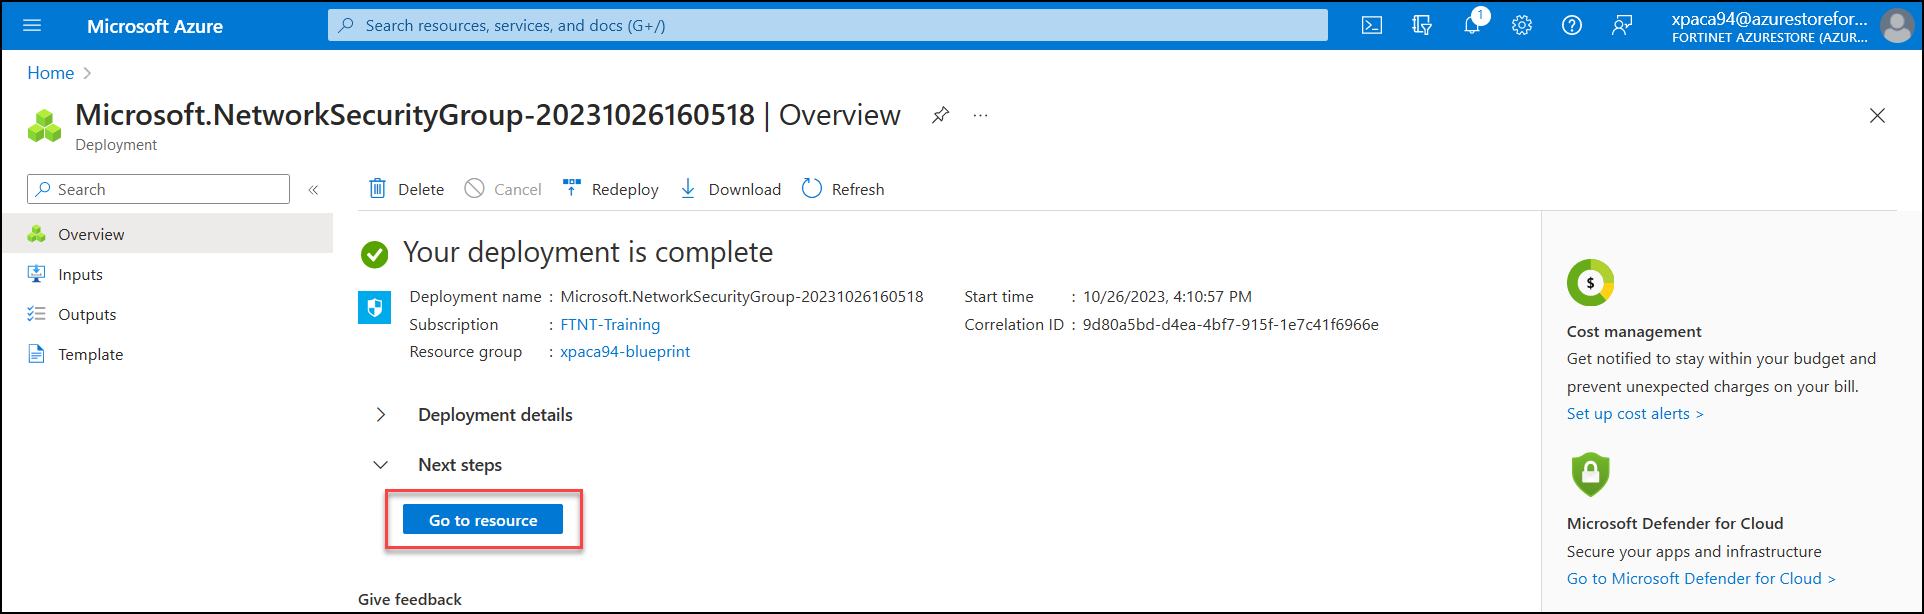 Microsoft Azure
Search resources, services, and docs (G+/)
1
xpaca94@azurestorefor...
FORTINET AZURESTORE (AZUR...
Home
Microsoft.NetworkSecurityGroup-20231026160518 | Overview
Deployment
Search
Overview
Inputs
Outputs
Template
Delete
Cancel
Redeploy
Download
Refresh
Your deployment is complete
Deployment name : Microsoft.NetworkSecurityGroup-20231026160518
Subscription : FTNT-Training
Resource group : xpaca94-blueprint
Start time : 10/26/2023, 4:10:57 PM
Correlation ID : 9d80a5bd-d4ea-4bf7-915f-1e7c41f6966e
Deployment details
Next steps
Go to resource
Give feedback
$
Cost management
Get notified to stay within your budget and
prevent unexpected charges on your bill.
Set up cost alerts >
Microsoft Defender for Cloud
Secure your apps and infrastructure
Go to Microsoft Defender for Cloud >